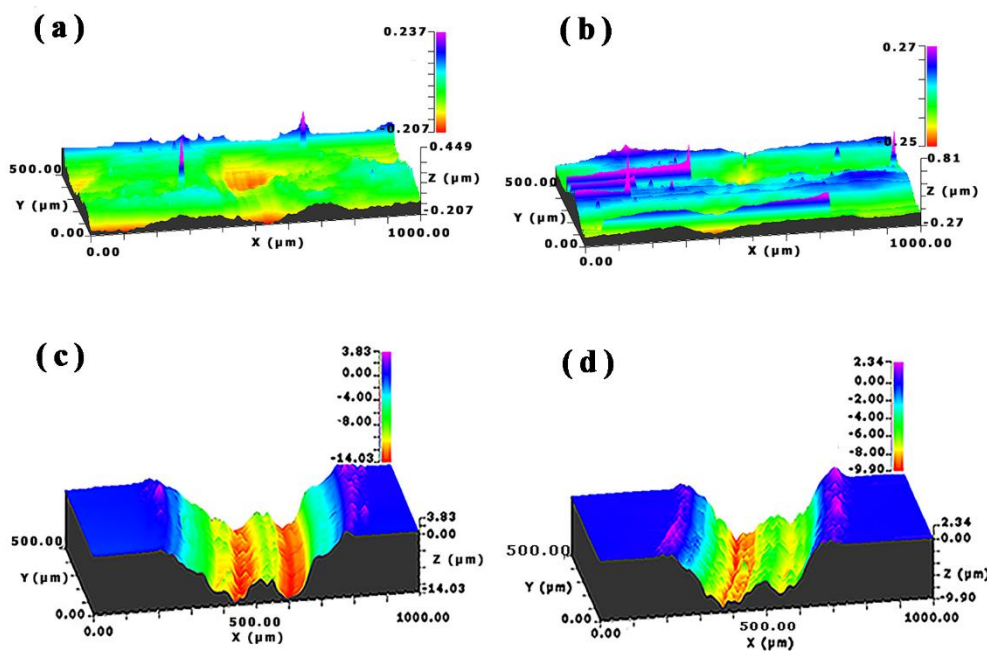 (a)
0.237
-0.207
0.449
Z (µm)
-0.207
500.00
Y (µm)
0.00
0.00
X (µm)
1000.00
(b)
0.27
-0.25
0.81
Z (µm)
-0.27
500.00
Y (µm)
0.00
0.00
X (µm)
1000.00
(c)
3.83
0.00
-4.00
-8.00
-14.03
3.83
0.00
Z (µm)
-14.03
500.00
Y (µm)
0.00
0.00
500.00
X (µm)
1000.00
(d)
2.34
0.00
-2.00
-4.00
-6.00
-8.00
-9.90
2.34
-0.00
Z (µm)
-9.90
500.00
Y (µm)
0.00
0.00
500.00
X (µm)
1000.00